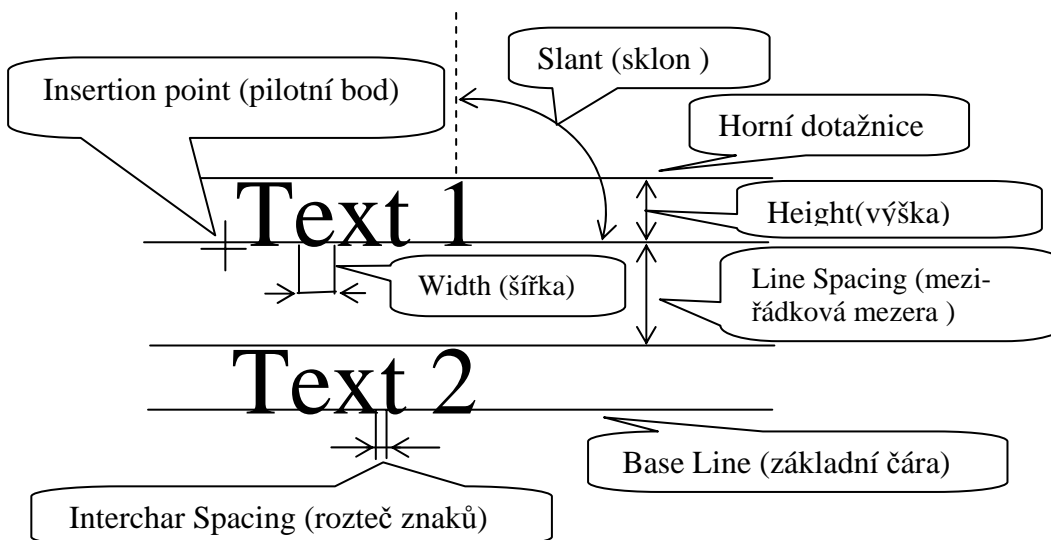 Slant (sklon )
Insertion point (pilotní bod)
Horní dotažnice
Text 1
Height(výška)
Width (šířka)
Line Spacing (mezi-
řádková mezera )
Text 2
Base Line (základní čára)
Interchar Spacing (rozteč znaků)